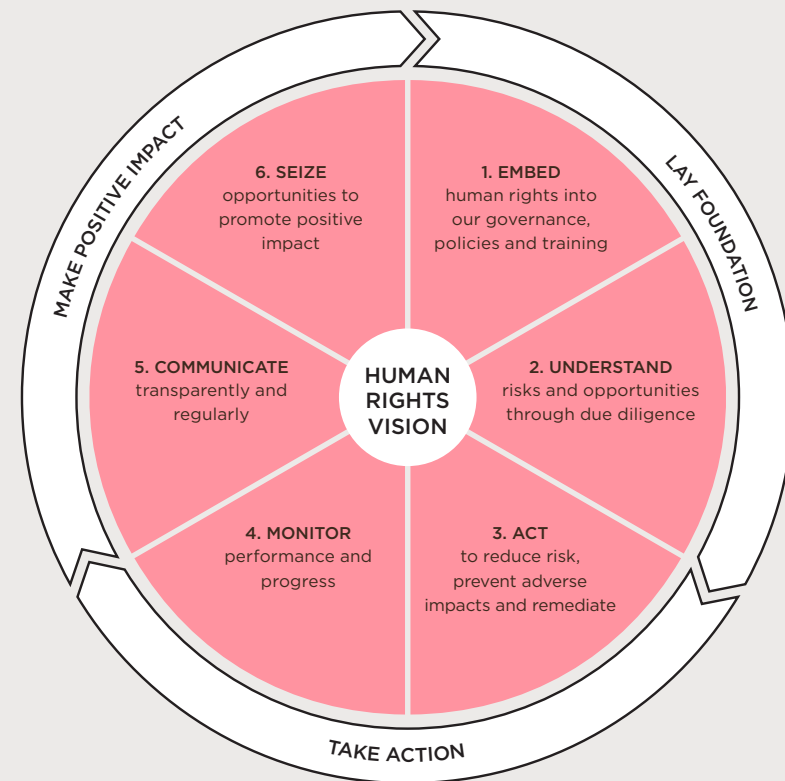 MAKE POSITIVE IMPACT
LAY FOUNDATION
TAKE ACTION
HUMAN
RIGHTS
VISION
1. EMBED
human rights into
our governance,
policies and training
2. UNDERSTAND
risks and opportunities
through due diligence
3. ACT
to reduce risk,
prevent adverse
impacts and remediate
4. MONITOR
performance and
progress
5. COMMUNICATE
transparently and
regularly
6. SEIZE
opportunities to
promote positive
impact